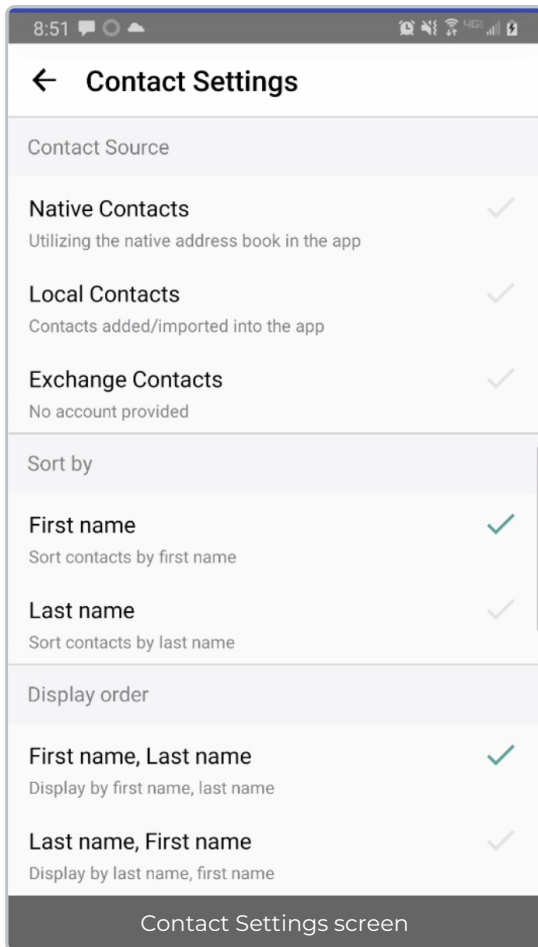 8:51
4GE
Contact Settings
Contact Source
Native Contacts
Utilizing the native address book in the app
Local Contacts
Contacts added/imported into the app
Exchange Contacts
No account provided
Sort by
First name
Sort contacts by first name
Last name
Sort contacts by last name
Display order
First name, Last name
Display by first name, last name
Last name, First name
Display by last name, first name
Contact Settings screen